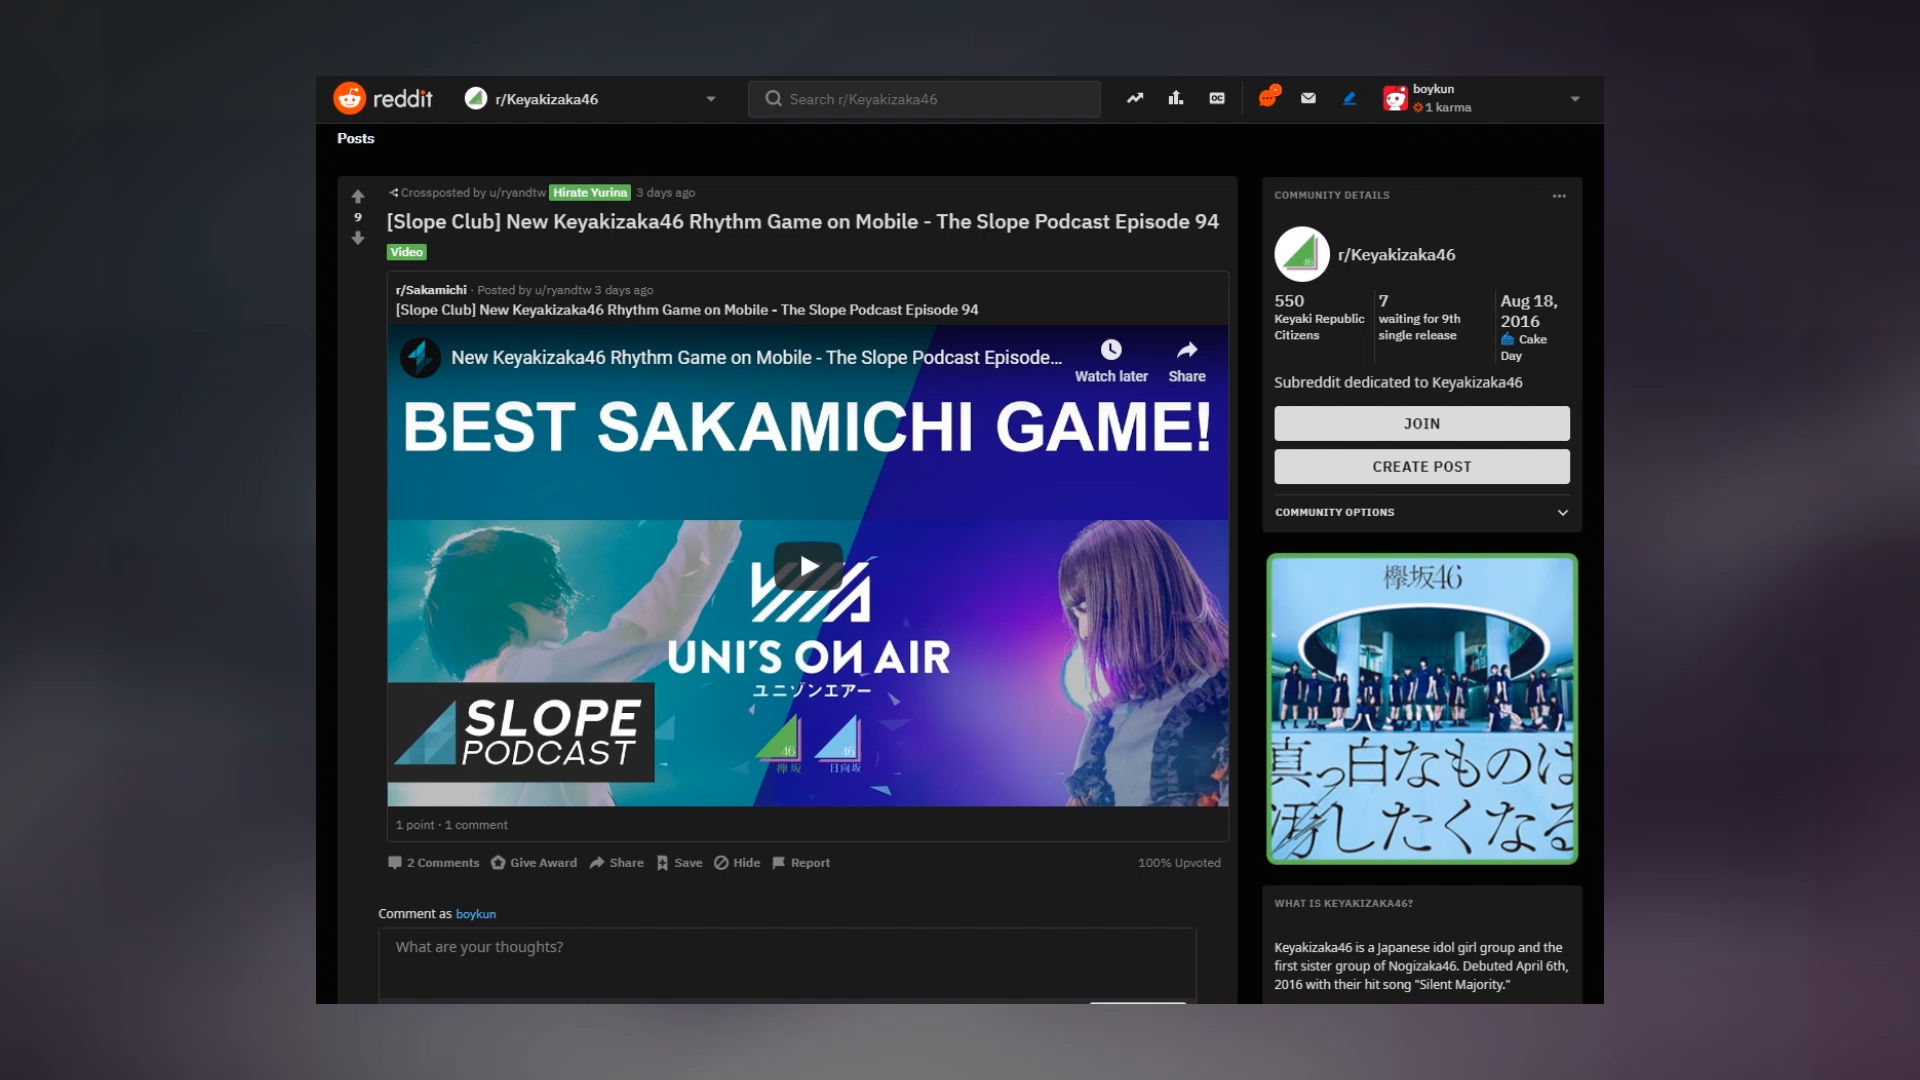 reddit
r/Keyakizaka46
Search r/Keyakizaka46
boykun
1 karma
Posts
9
Crossposted by u/ryandtw Hirate Yurina 3 days ago
[Slope Club] New Keyakizaka46 Rhythm Game on Mobile - The Slope Podcast Episode 94
Video
r/Sakamichi · Posted by u/ryandtw 3 days ago
[Slope Club] New Keyakizaka46 Rhythm Game on Mobile - The Slope Podcast Episode 94
New Keyakizaka46 Rhythm Game on Mobile - The Slope Podcast Episode...
Watch later
Share
BEST SAKAMICHI GAME!
UNI'S ON AIR
ユニゾンエアー
SLOPE
PODCAST
46
欅坂
46
日向坂
1 point · 1 comment
2 Comments Give Award Share Save Hide Report
100% Upvoted
Comment as boykun
What are your thoughts?
COMMUNITY DETAILS
46
r/Keyakizaka46
550
Keyaki Republic
Citizens
7
waiting for 9th
single release
Aug 18,
2016
Cake
Day
Subreddit dedicated to Keyakizaka46
JOIN
CREATE POST
COMMUNITY OPTIONS
欅坂46
真っ白なものは
汚したくなる
WHAT IS KEYAKIZAKA46?
Keyakizaka46 is a Japanese idol girl group and the
first sister group of Nogizaka46. Debuted April 6th,
2016 with their hit song "Silent Majority."